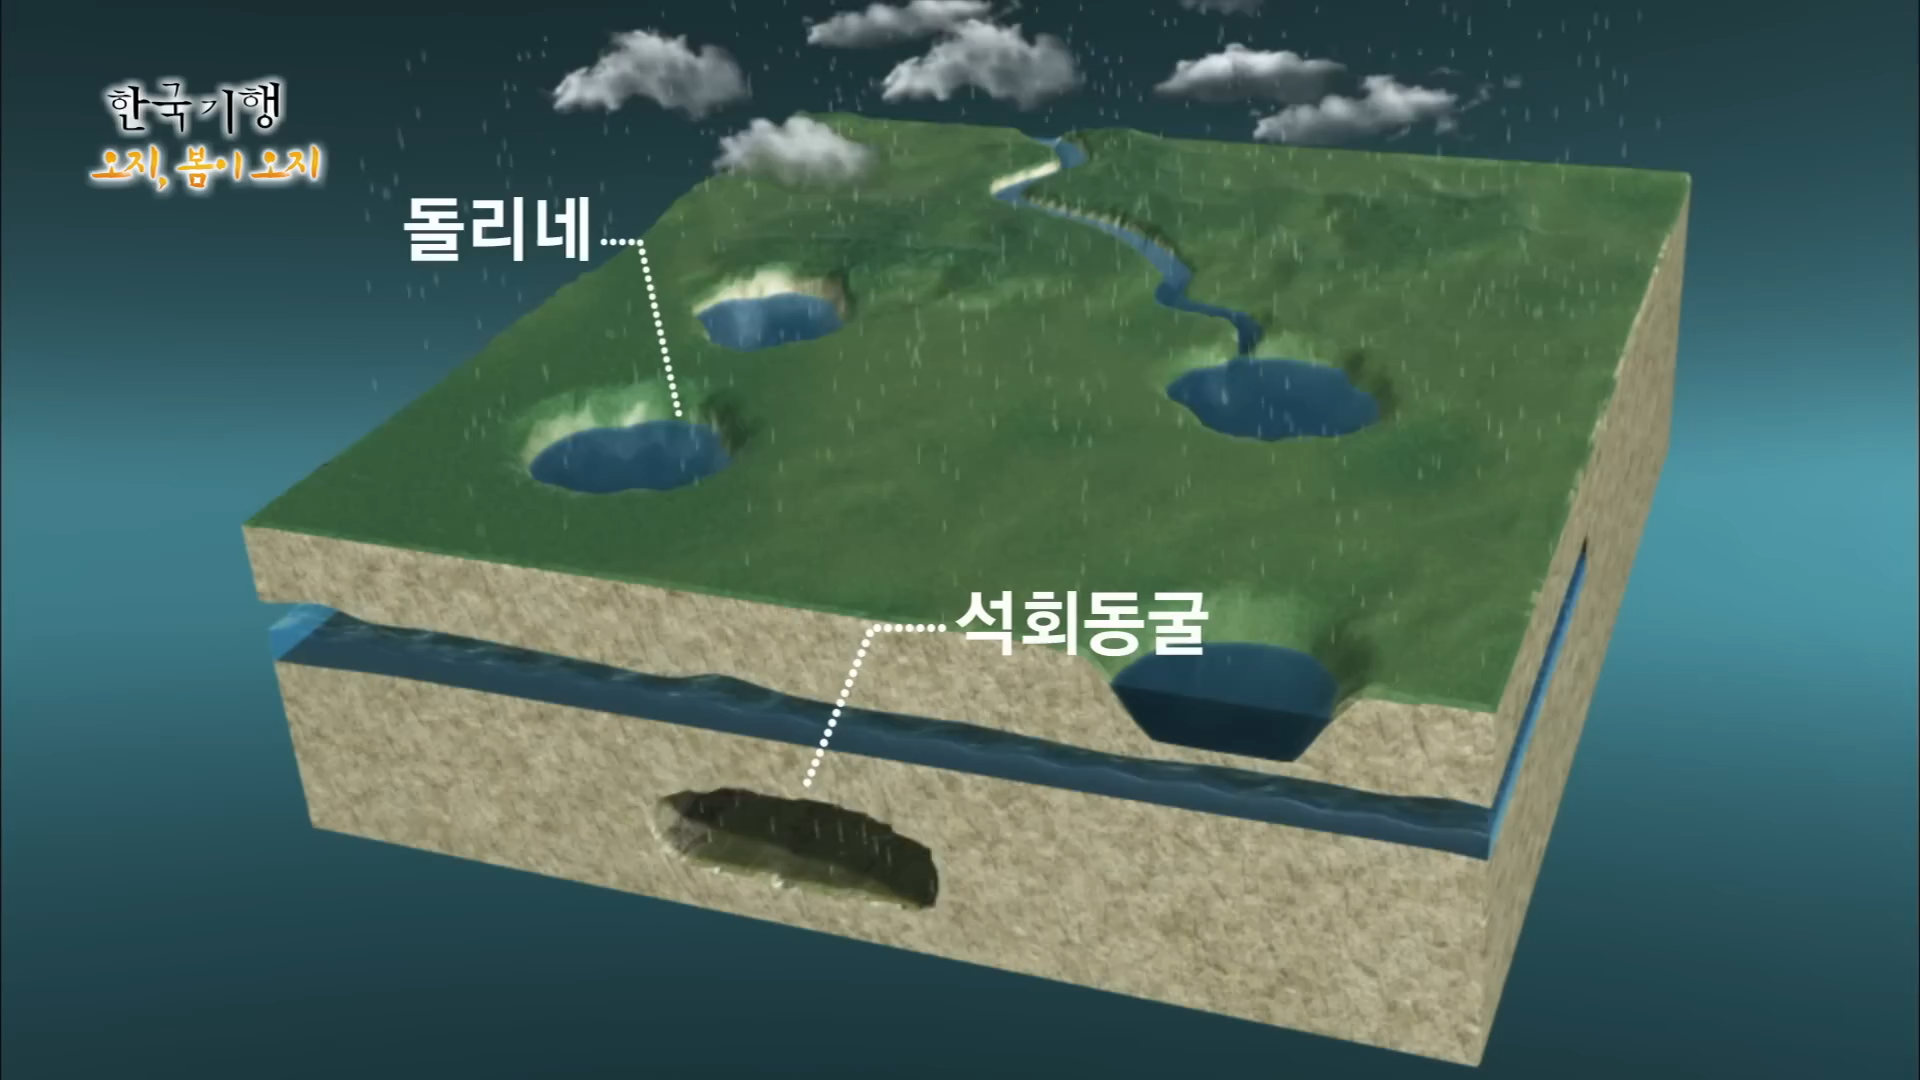 한국기행
오지, 봄이 오지
돌리네
석회동굴